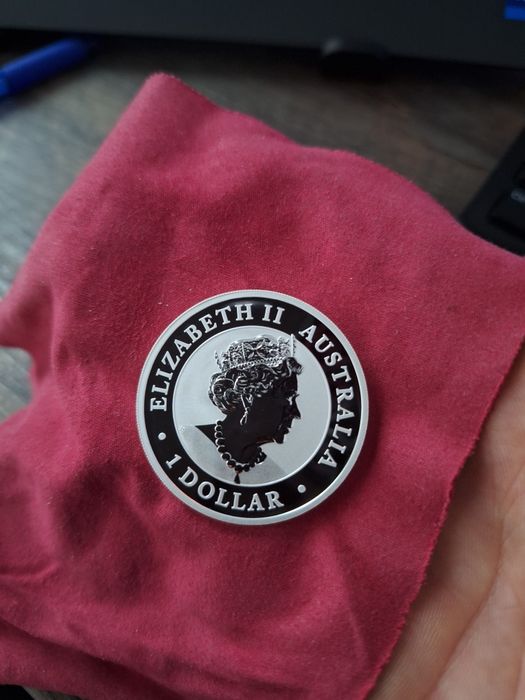 ELIZABETH II AUSTRALIA
• 1 DOLLAR •